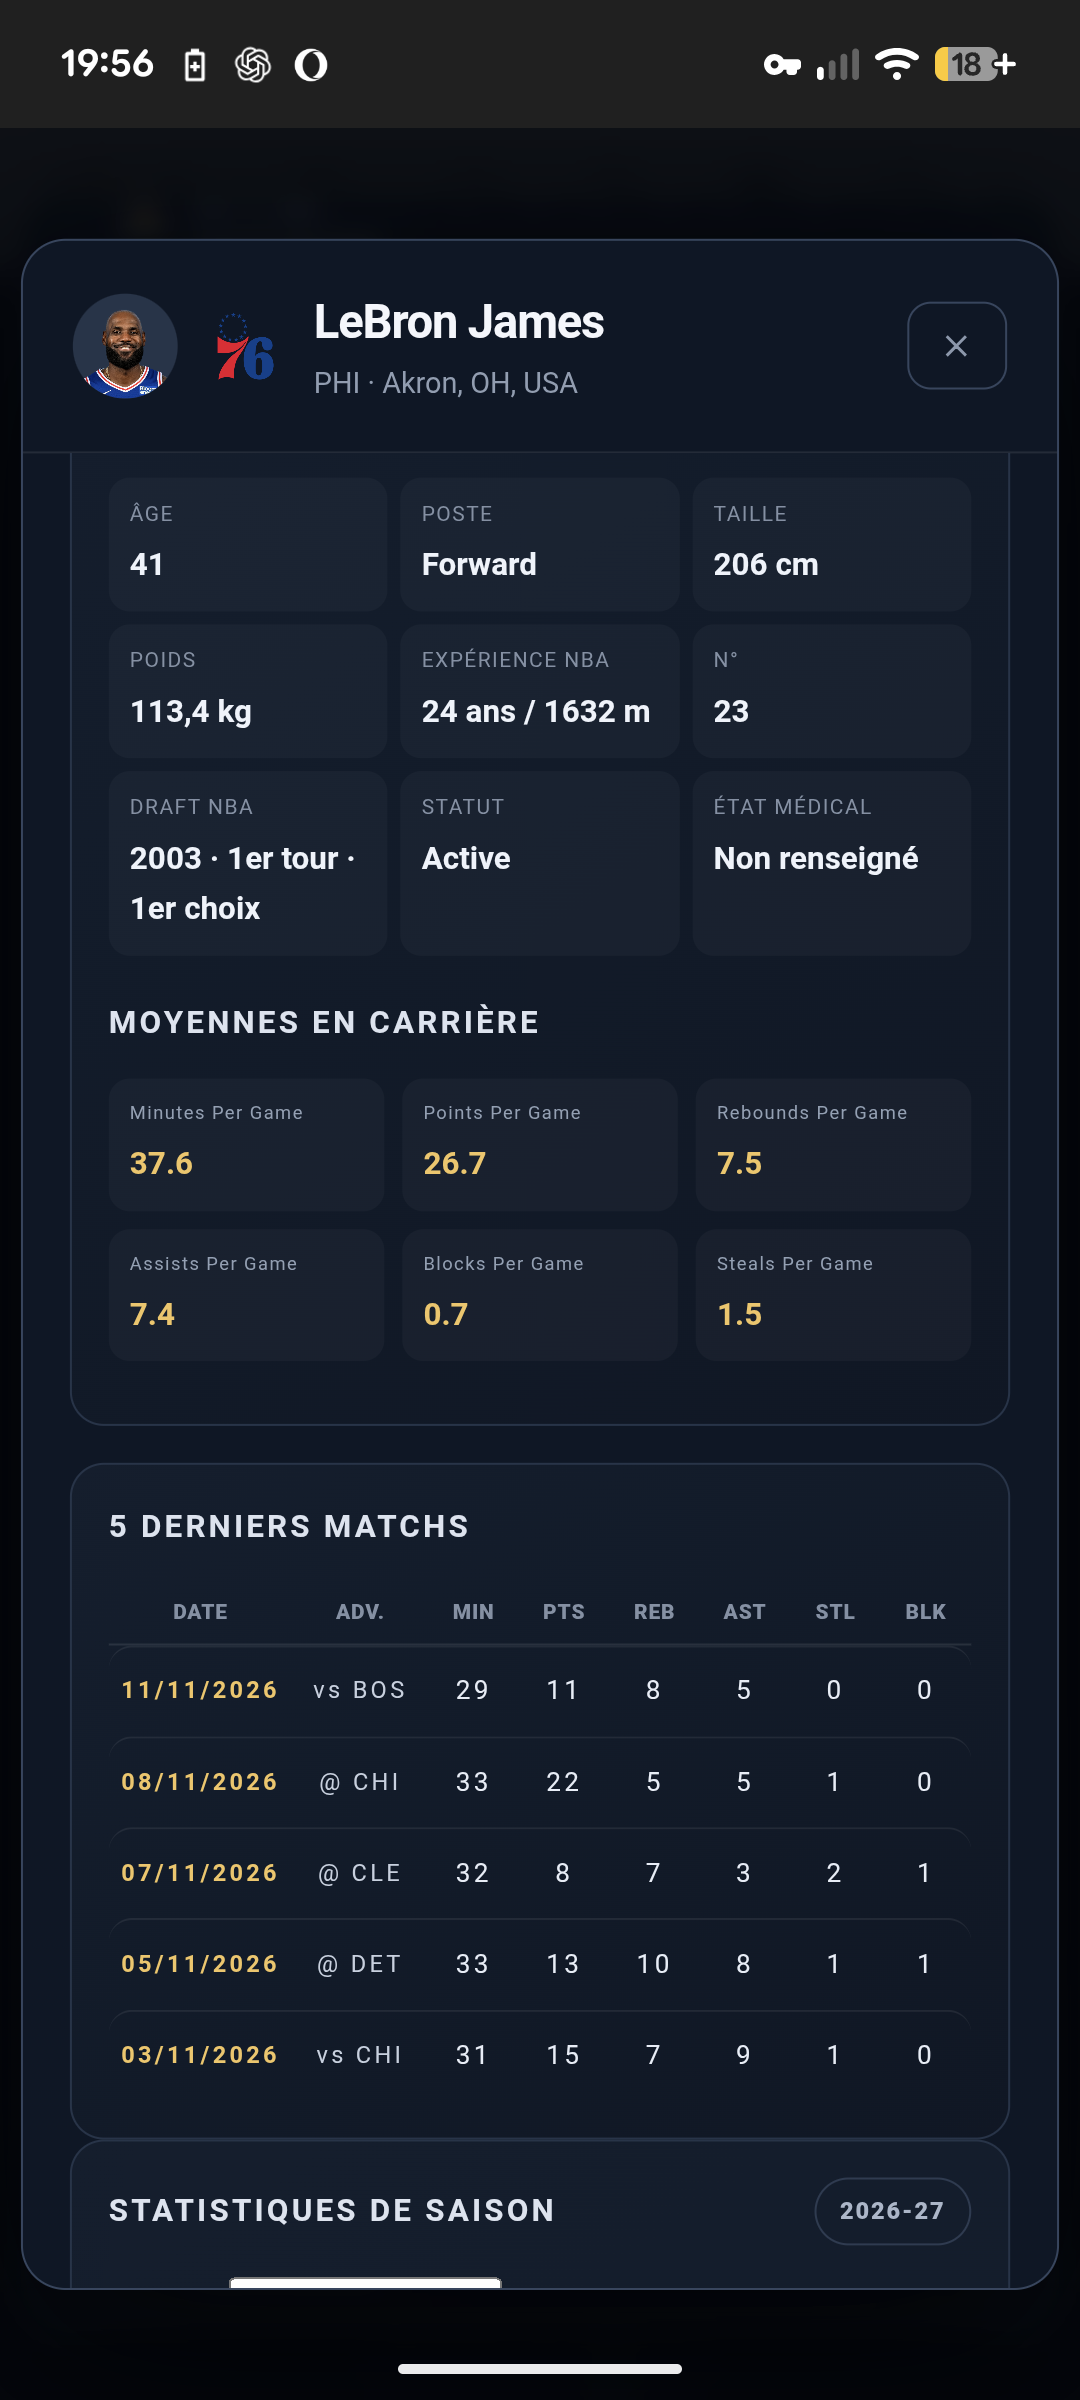 19:56
18
LeBron James
76
PHI · Akron, OH, USA
ÂGE
41
POSTE
Forward
TAILLE
206 cm
POIDS
113,4 kg
EXPÉRIENCE NBA
24 ans / 1632 m
N°
23
DRAFT NBA
2003 · 1er tour ·
1er choix
STATUT
Active
ÉTAT MÉDICAL
Non renseigné
MOYENNES EN CARRIÈRE
Minutes Per Game
37.6
Points Per Game
26.7
Rebounds Per Game
7.5
Assists Per Game
7.4
Blocks Per Game
0.7
Steals Per Game
1.5
5 DERNIERS MATCHS
DATE ADV. MIN PTS REB AST STL BLK
11/11/2026 vs BOS 29 11 8 5 0 0
08/11/2026 @ CHI 33 22 5 5 1 0
07/11/2026 @ CLE 32 8 7 3 2 1
05/11/2026 @ DET 33 13 10 8 1 1
03/11/2026 vs CHI 31 15 7 9 1 0
STATISTIQUES DE SAISON
2026-27